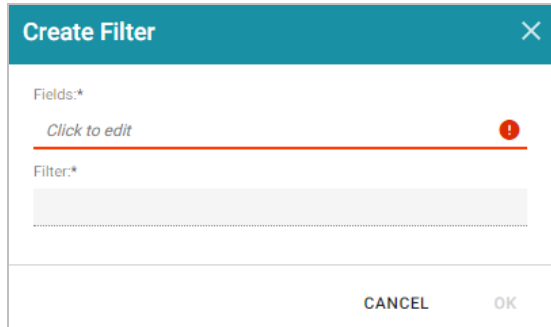 Create Filter
Fields:*
Click to edit
Filter:*
CANCEL OK